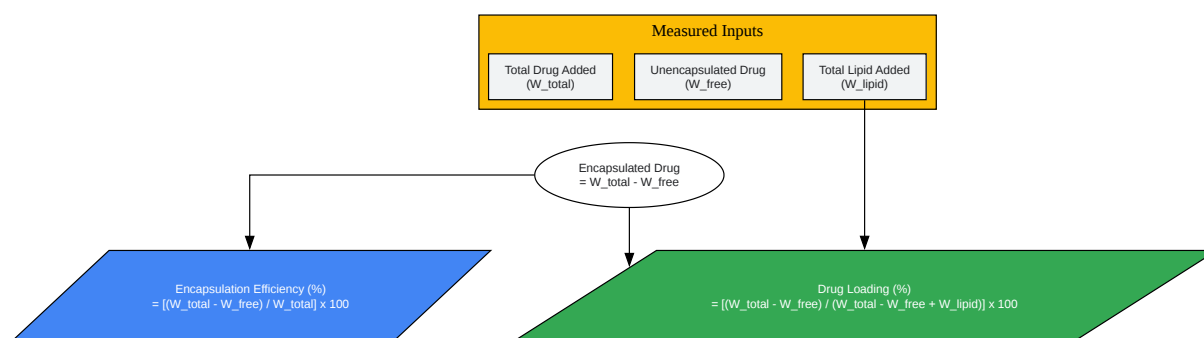 Measured Inputs
Total Drug Added
(W_total)
Unencapsulated Drug
(W_free)
Total Lipid Added
(W_lipid)
Encapsulated Drug
= W_total - W_free
Encapsulation Efficiency (%)
= [(W_total - W_free) / W_total] x 100
Drug Loading (%)
= [(W_total - W_free) / (W_total - W_free + W_lipid)] x 100